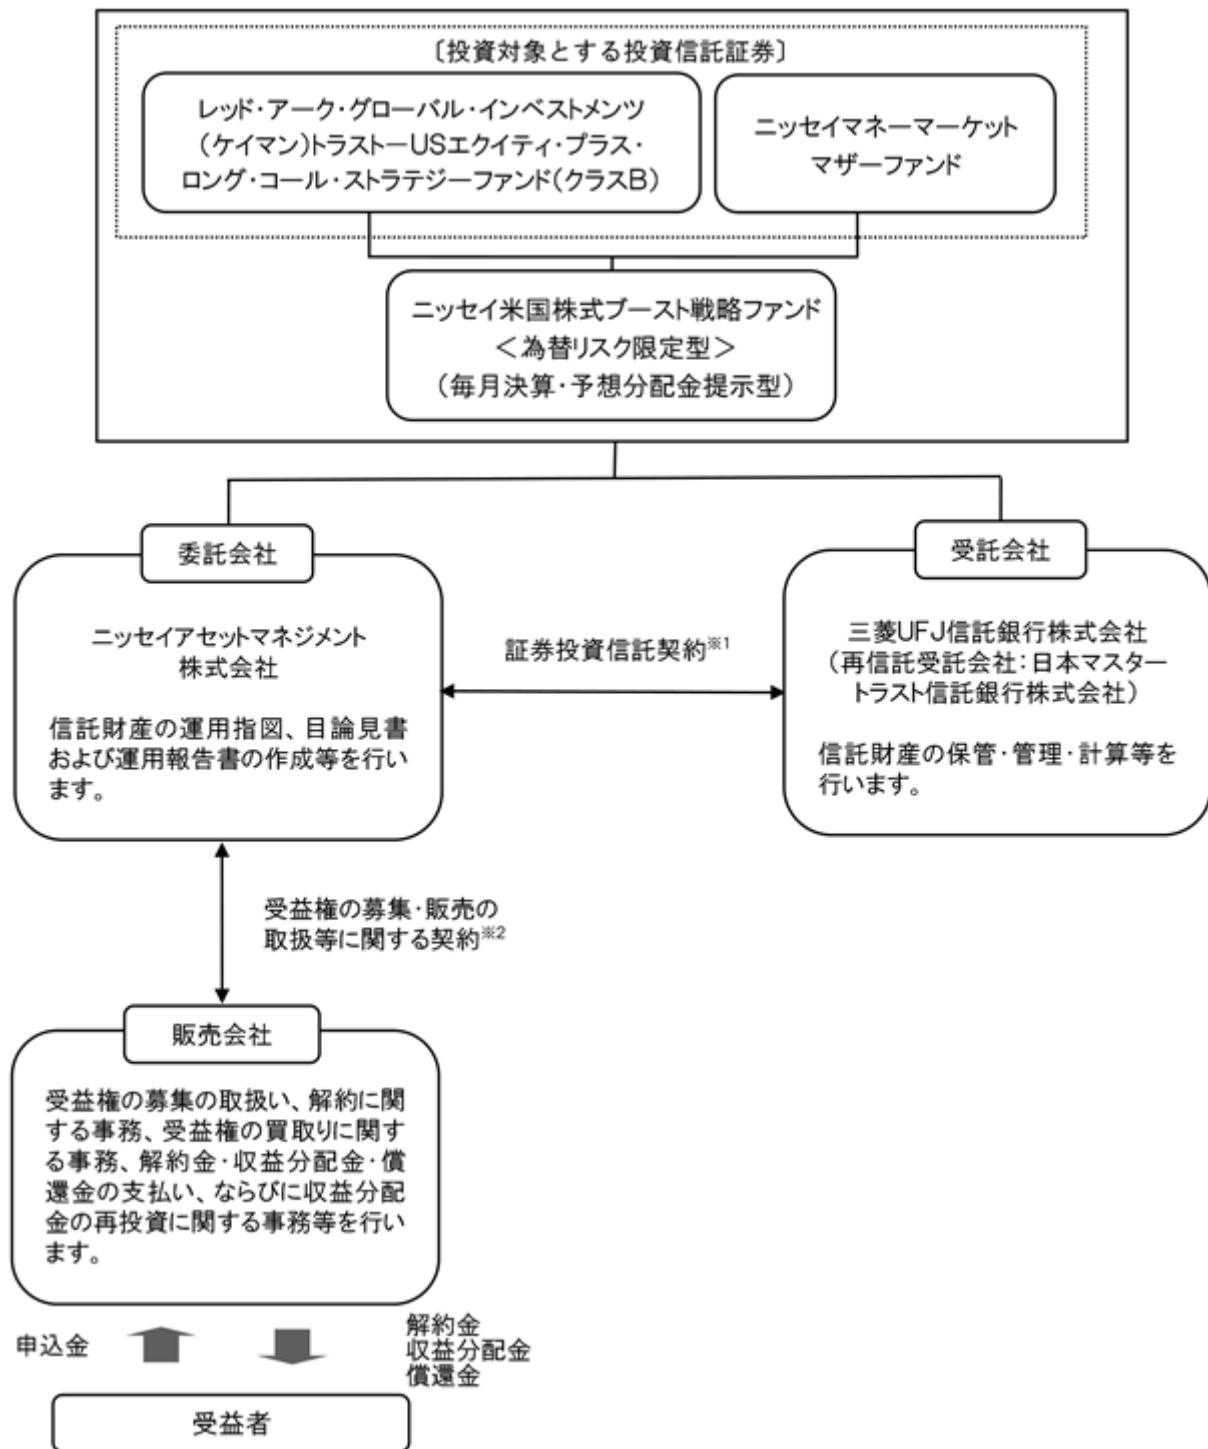 〔投資対象とする投資信託証券〕
レッド・アーク・グローバル・インベストメンツ
(ケイマン)トラスト－USエクイティ・プラス・
ロング・コール・ストラテジーファンド(クラスB)
ニッセイマネーマーケット
マザーファンド
ニッセイ米国株式ブースト戦略ファンド
＜為替リスク限定型＞
(毎月決算・予想分配金提示型)
委託会社
ニッセイアセットマネジメント
株式会社
信託財産の運用指図、目論見書
および運用報告書の作成等を行い
ます。
証券投資信託契約※1
受託会社
三菱UFJ信託銀行株式会社
(再信託受託会社：日本マスター
トラスト信託銀行株式会社)
信託財産の保管・管理・計算等を
行います。
受益権の募集・販売の
取扱等に関する契約※2
販売会社
受益権の募集の取扱い、解約に関
する事務、受益権の買取りに関す
る事務、解約金・収益分配金・償
還金の支払い、ならびに収益分配
金の再投資に関する事務等を行い
ます。
申込金
解約金
収益分配金
償還金
受益者